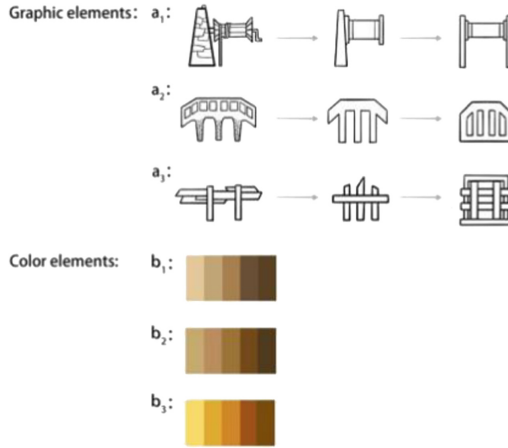 Graphic elements: a₁:
a₂:
a₃:
Color elements: b₁:
b₂:
b₃: